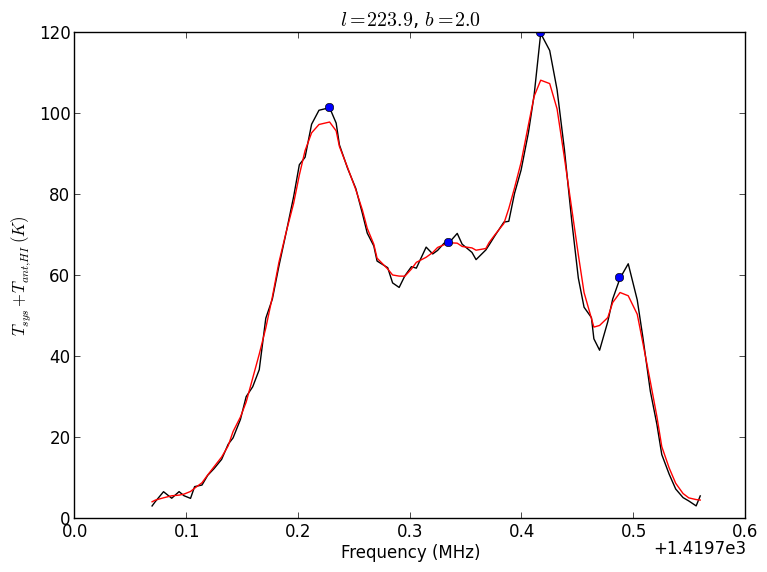 l = 223.9, b = 2.0
120
100
80
60
40
20
0
T_sys + T_ant,HI (K)
0.0 0.1 0.2 0.3 0.4 0.5 0.6
Frequency (MHz)
+1.4197e3